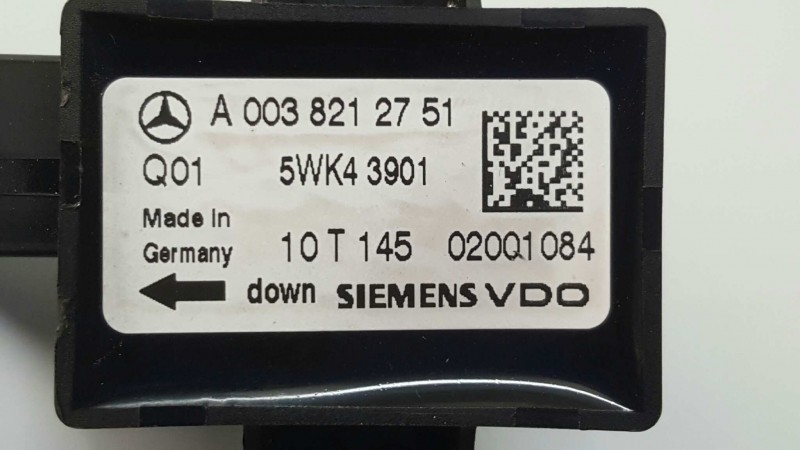 A 003 821 27 51
Q01 5WK4 3901
Made in
Germany 10 T 145 020Q1084
down SIEMENS VDO